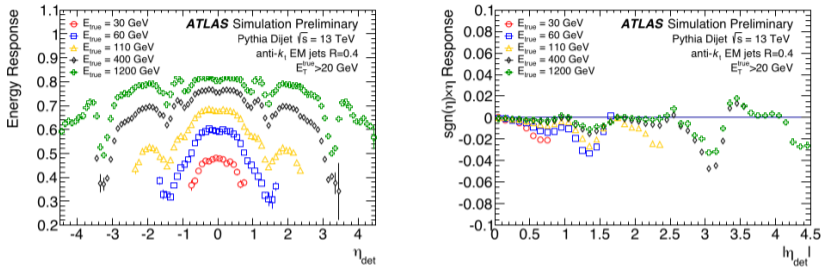 ATLAS Simulation Preliminary
Pythia Dijet √s = 13 TeV
anti-kt EM jets R=0.4
E_T^true>20 GeV
E_true = 30 GeV
E_true = 60 GeV
E_true = 110 GeV
E_true = 400 GeV
E_true = 1200 GeV
Energy Response
1.1
1
0.9
0.8
0.7
0.6
0.5
0.4
0.3
0.2
-4 -3 -2 -1 0 1 2 3 4
η_det
ATLAS Simulation Preliminary
Pythia Dijet √s = 13 TeV
anti-kt EM jets R=0.4
E_T^true>20 GeV
E_true = 30 GeV
E_true = 60 GeV
E_true = 110 GeV
E_true = 400 GeV
E_true = 1200 GeV
sgn(η)×η Response
0.1
0.08
0.06
0.04
0.02
0
-0.02
-0.04
-0.06
-0.08
-0.1
0 0.5 1 1.5 2 2.5 3 3.5 4 4.5
|η_det|